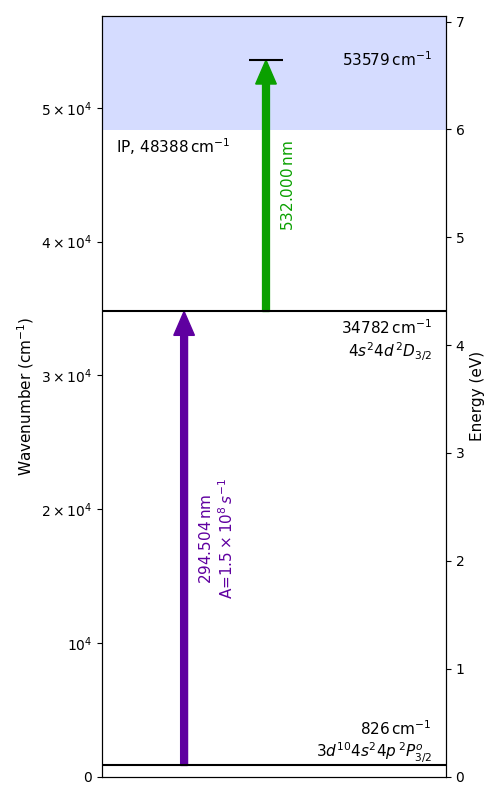 7
53579 cm⁻¹
5 × 10⁴
6
IP, 48388 cm⁻¹
532.000 nm
4 × 10⁴
5
34782 cm⁻¹
4s²4d ²D₃/₂
4
Wavenumber (cm⁻¹)
Energy (eV)
3 × 10⁴
3
294.504 nm
A=1.5 × 10⁸ s⁻¹
2 × 10⁴
2
10⁴
1
826 cm⁻¹
3d¹⁰4s²4p ²Pᵒ₃/₂
0
0